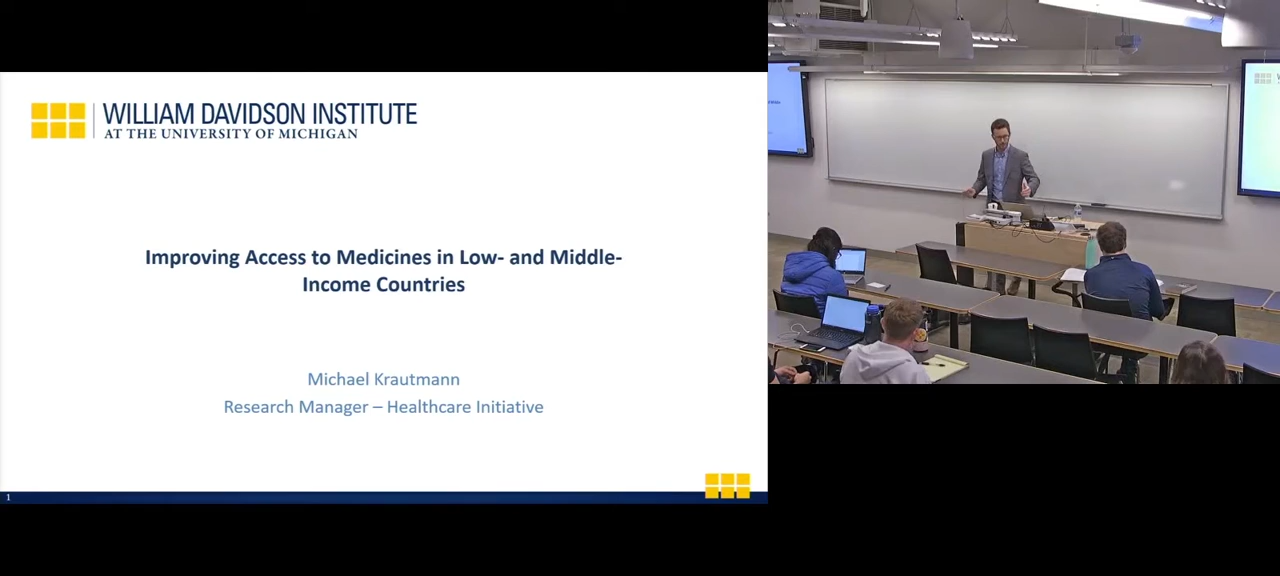 WILLIAM DAVIDSON INSTITUTE
AT THE UNIVERSITY OF MICHIGAN
Improving Access to Medicines in Low- and Middle-
Income Countries
Michael Krautmann
Research Manager – Healthcare Initiative
1